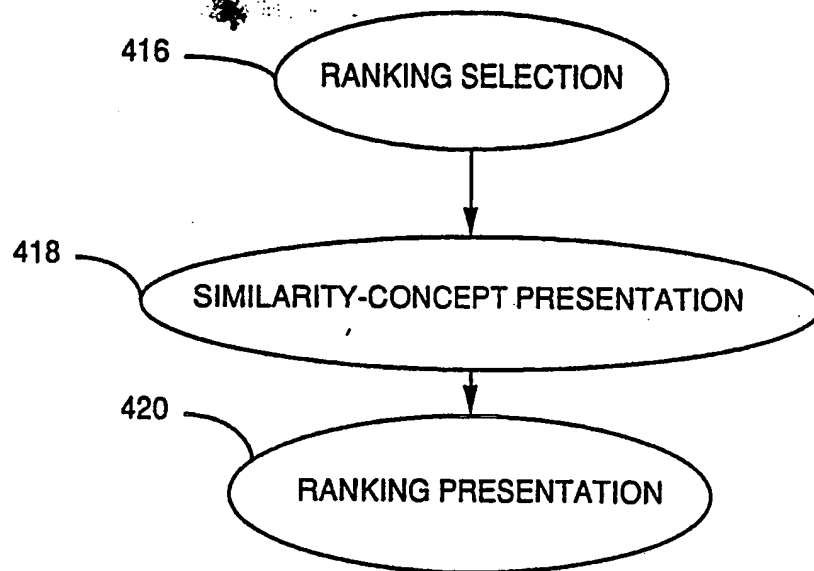 416
RANKING SELECTION
418
SIMILARITY-CONCEPT PRESENTATION
420
RANKING PRESENTATION